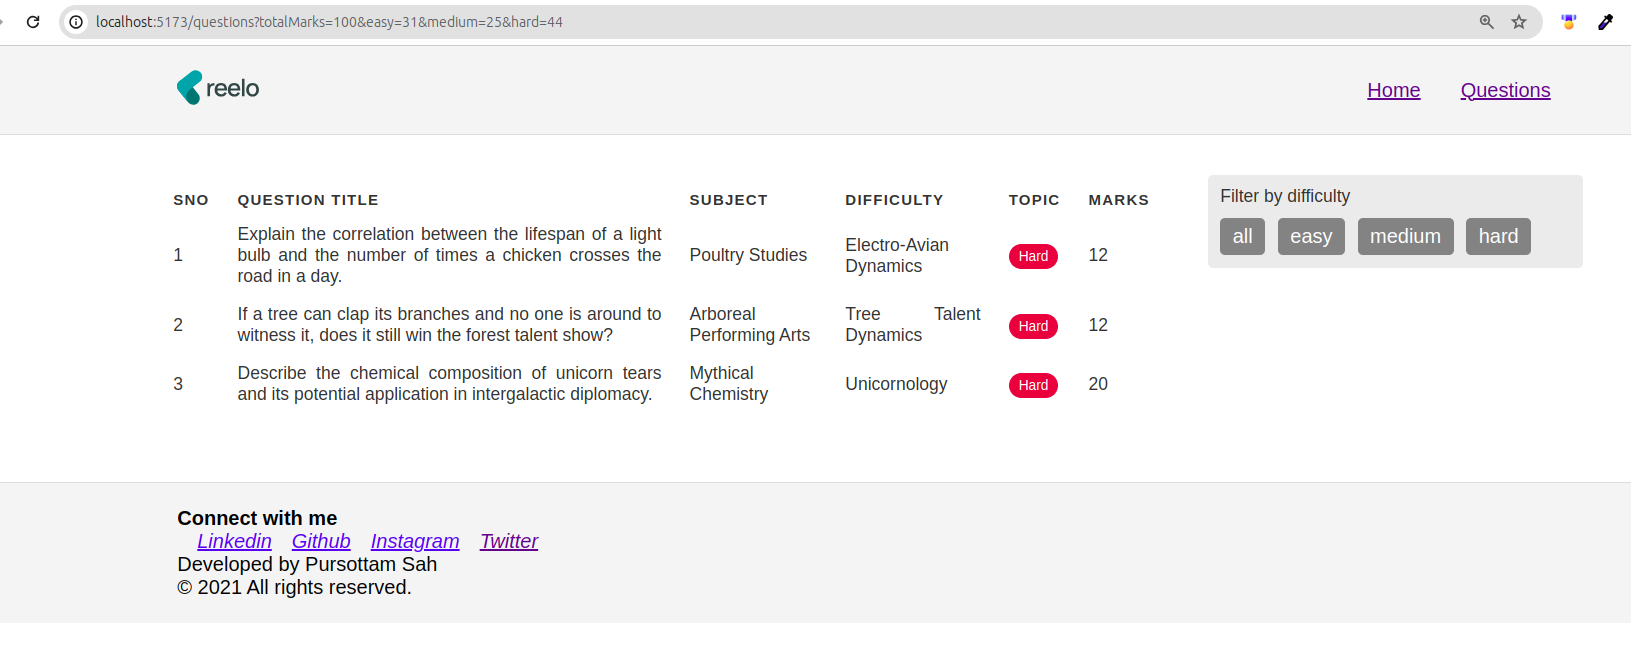 localhost:5173/questions?totalMarks=100&easy=31&medium=25&hard=44
reelo
Home Questions
SNO QUESTION TITLE SUBJECT DIFFICULTY TOPIC MARKS
1 Explain the correlation between the lifespan of a light bulb and the number of times a chicken crosses the road in a day. Poultry Studies Electro-Avian Dynamics Hard 12
2 If a tree can clap its branches and no one is around to witness it, does it still win the forest talent show? Arboreal Performing Arts Tree Talent Dynamics Hard 12
3 Describe the chemical composition of unicorn tears and its potential application in intergalactic diplomacy. Mythical Chemistry Unicornology Hard 20
Filter by difficulty
all easy medium hard
Connect with me
Linkedin Github Instagram Twitter
Developed by Pursottam Sah
© 2021 All rights reserved.